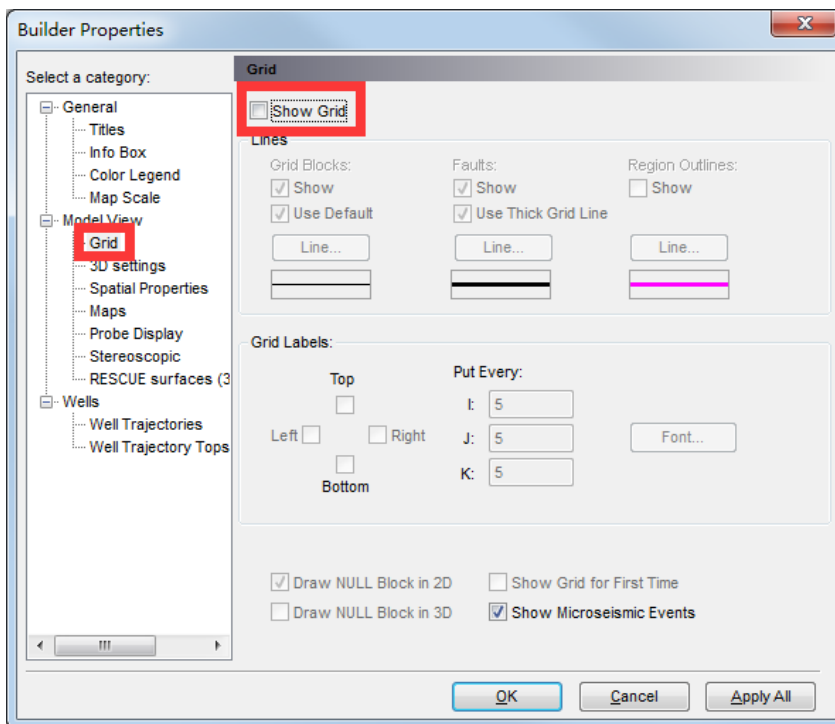 Builder Properties
Select a category:
General
Titles
Info Box
Color Legend
Map Scale
Model View
Grid
3D settings
Spatial Properties
Maps
Probe Display
Stereoscopic
RESCUE surfaces (3
Wells
Well Trajectories
Well Trajectory Tops
Grid
Show Grid
Lines
Grid Blocks: Faults: Region Outlines:
Show Show Show
Use Default Use Thick Grid Line
Line... Line... Line...
Grid Labels:
Top Put Every:
I: 5
Left Right J: 5 Font...
K: 5
Bottom
Draw NULL Block in 2D Show Grid for First Time
Draw NULL Block in 3D Show Microseismic Events
OK Cancel Apply All